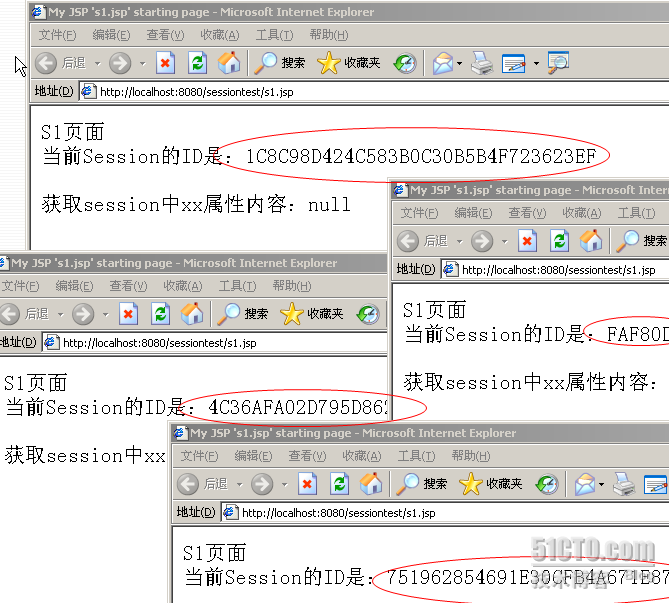 My JSP 's1.jsp' starting page - Microsoft Internet Explorer
文件(F) 编辑(E) 查看(V) 收藏(A) 工具(T) 帮助(H)
后退 搜索 收藏夹
地址(D) http://localhost:8080/sessiontest/s1.jsp
S1页面
当前Session的ID是: 1C8C98D424C583B0C30B5B4F723623EF
获取session中xx属性内容: null
My JSP 's1.jsp' starting page - Microsoft Inter
文件(F) 编辑(E) 查看(V) 收藏(A) 工具(T)
后退 搜索
地址(D) http://localhost:8080/sessiontest/s1.jsp
S1页面
当前Session的ID是: FAF80D
获取session中xx属性内容:
My JSP 's1.jsp' starting page - Microsoft Internet Explorer
文件(F) 编辑(E) 查看(V) 收藏(A) 工具(T) 帮助(H)
后退 搜索 收藏夹
地址(D) http://localhost:8080/sessiontest/s1.jsp
S1页面
当前Session的ID是: 4C36AFA02D795D862
获取session中xx
My JSP 's1.jsp' starting page - Microsoft Internet Explorer
文件(F) 编辑(E) 查看(V) 收藏(A) 工具(T) 帮助(H)
后退 搜索 收藏夹
地址(D) http://localhost:8080/sessiontest/s1.jsp
S1页面
当前Session的ID是: 751962854691E30CFB4A671E87
51CTO.com
技术博客 Blog